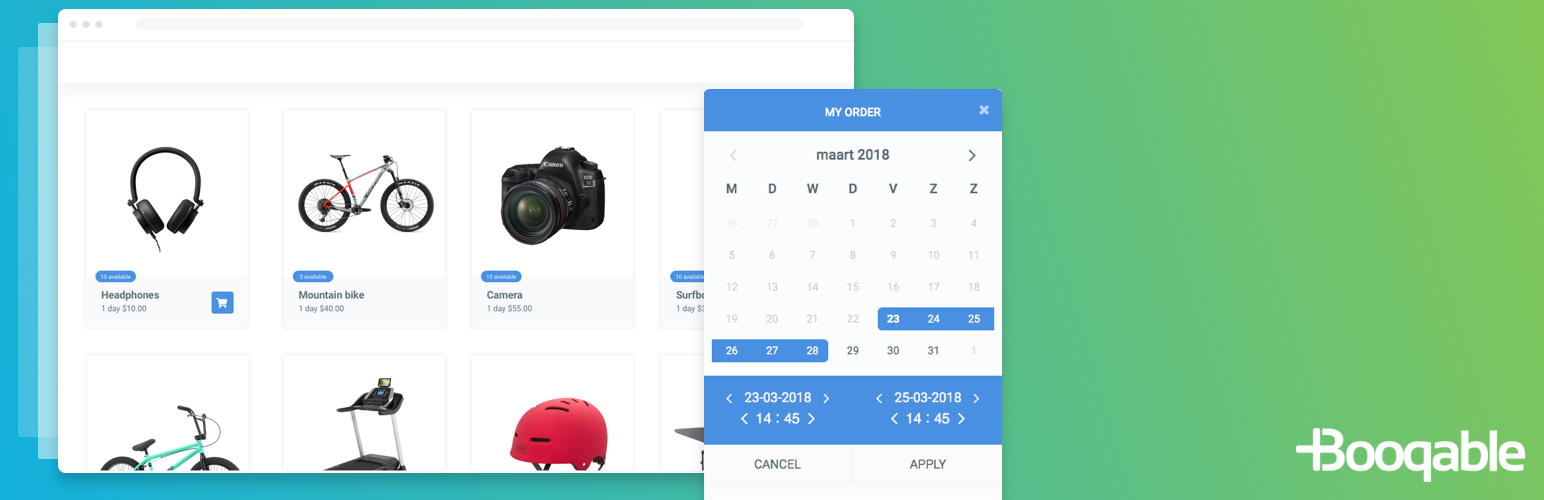 10 available
Headphones
1 day $10.00
3 available
Mountain bike
1 day $40.00
Canon
EOS
15 available
Camera
1 day $55.00
10 available
Surfbo
1 day $3
MY ORDER
maart 2018
M D W D V Z Z
26 27 28 1 2 3 4
5 6 7 8 9 10 11
12 13 14 15 16 17 18
19 20 21 22 23 24 25
26 27 28 29 30 31 1
23-03-2018 25-03-2018
14 : 45 14 : 45
CANCEL APPLY
Booqable